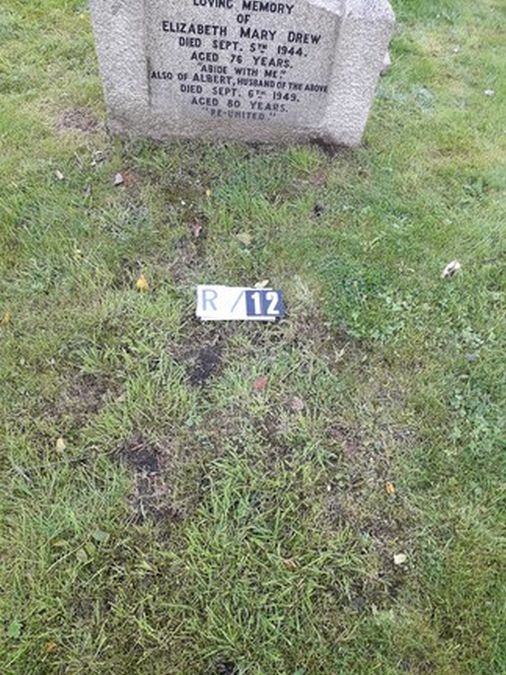 LOVING MEMORY
OF
ELIZABETH MARY DREW
DIED SEPT. 5TH 1944.
AGED 76 YEARS.
"ABIDE WITH ME"
ALSO OF ALBERT, HUSBAND OF THE ABOVE
DIED SEPT. 6TH 1949,
AGED 80 YEARS.
"RE-UNITED"
R / 12